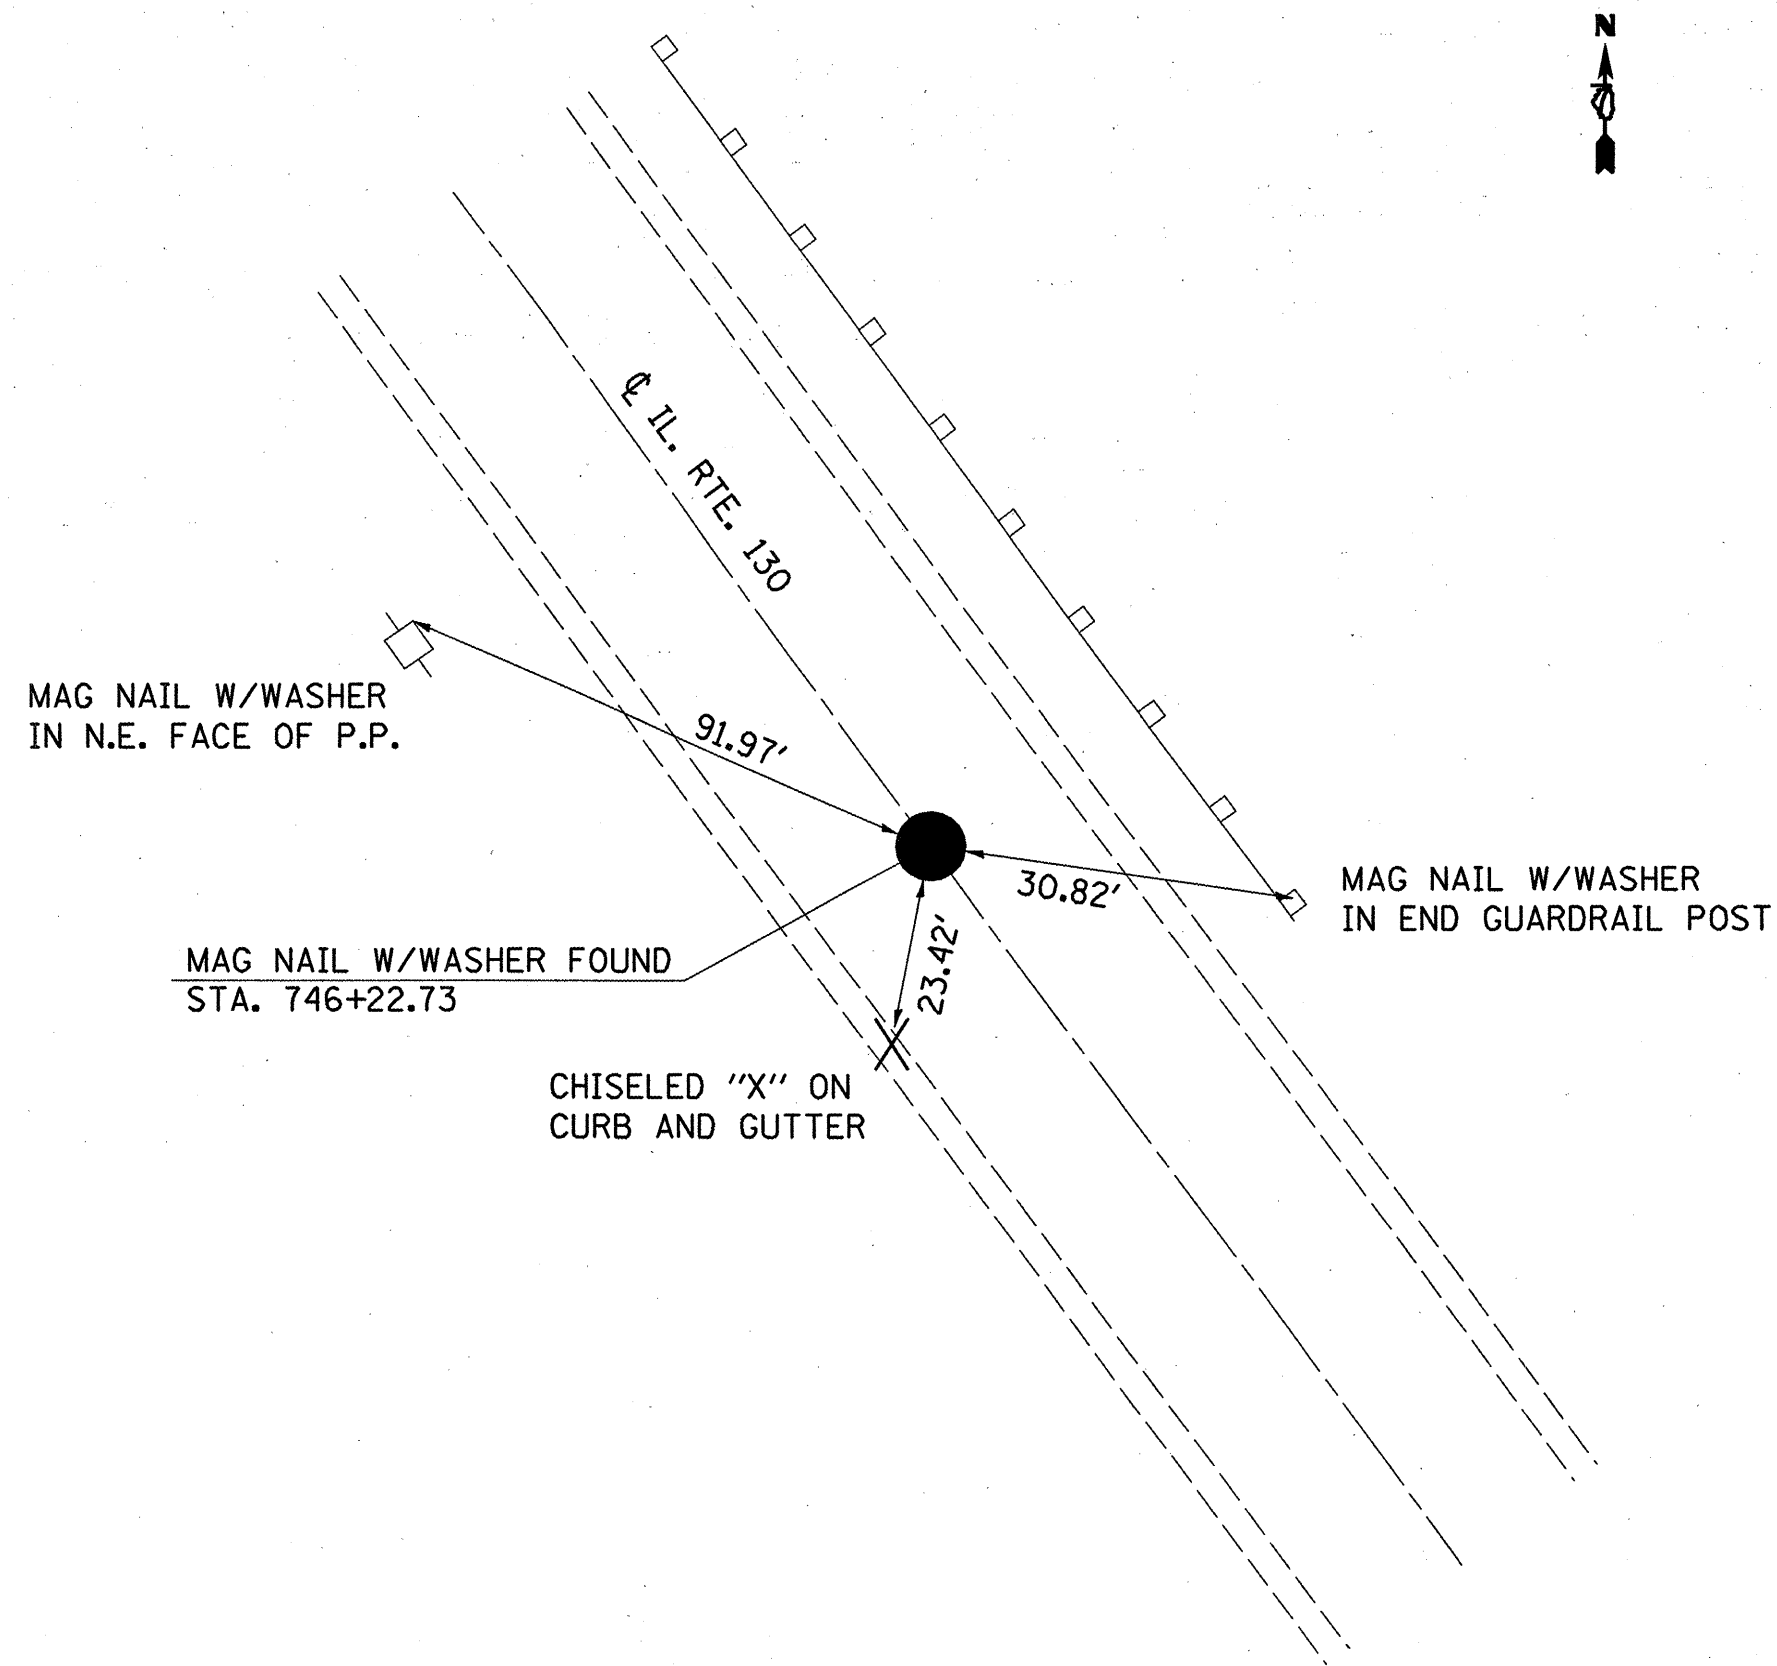 N
℄ IL. RTE. 130
MAG NAIL W/WASHER
IN N.E. FACE OF P.P.
91.97'
30.82'
MAG NAIL W/WASHER
IN END GUARDRAIL POST
23.42'
MAG NAIL W/WASHER FOUND
STA. 746+22.73
CHISELED "X" ON
CURB AND GUTTER